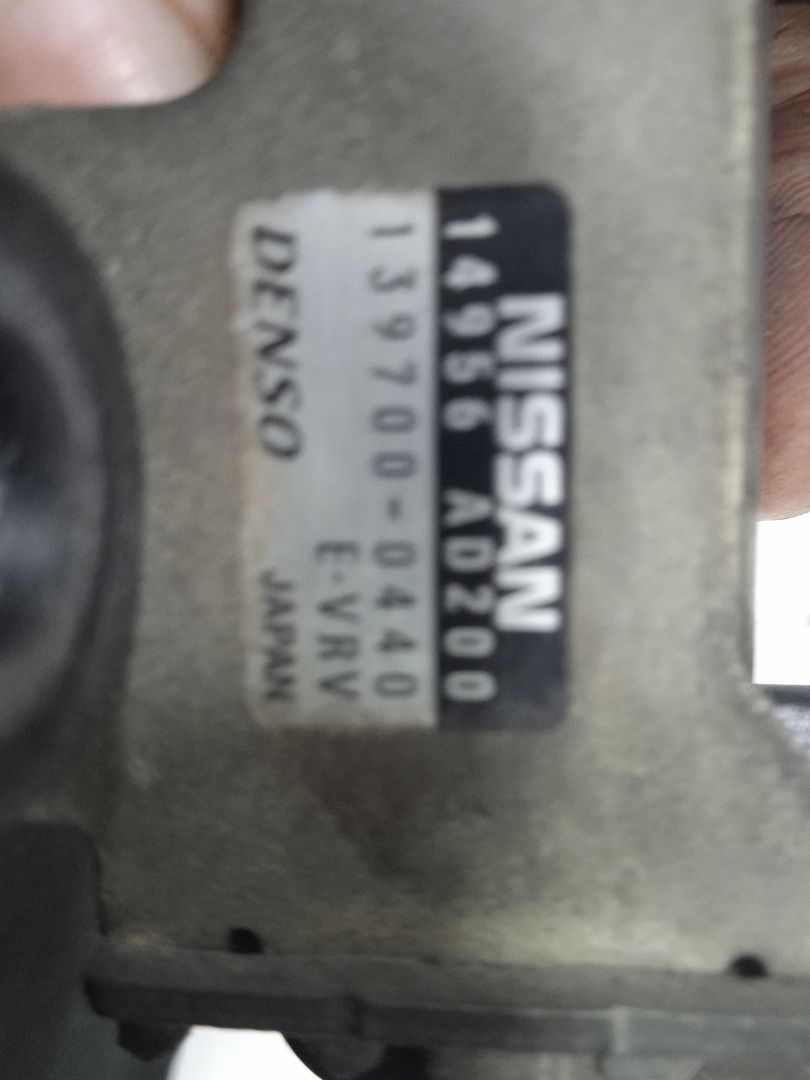 NISSAN
14956 AD200
139700-0440
E-VRV
DENSO JAPAN